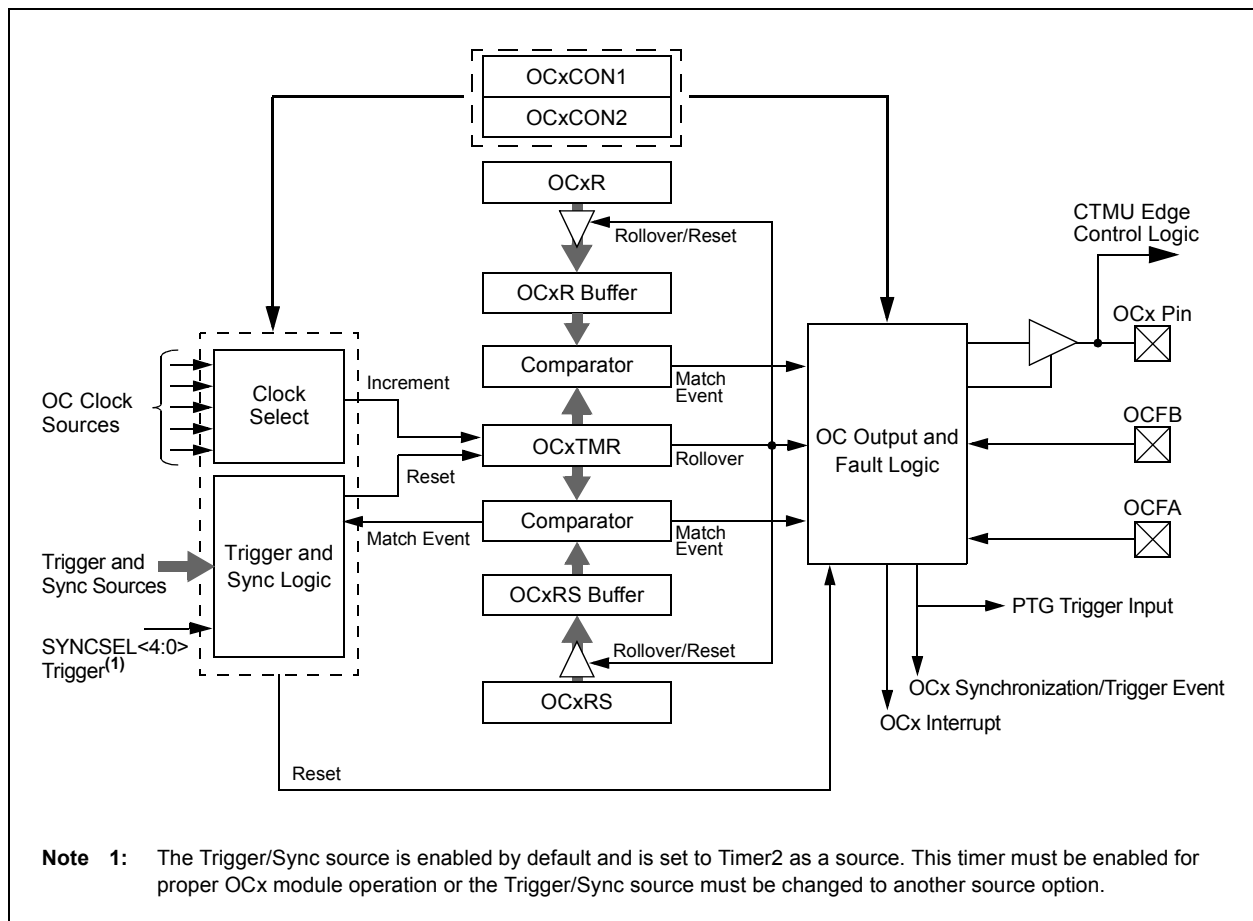 OCxCON1
OCxCON2
OCxR
Rollover/Reset
CTMU Edge
Control Logic
OCxR Buffer
OCx Pin
Comparator
Match
Event
Increment
Clock
Select
OC Clock
Sources
OCxTMR
Rollover
OC Output and
Fault Logic
OCFB
Reset
Comparator
Match Event
Match
Event
OCFA
Trigger and
Sync Logic
Trigger and
Sync Sources
OCxRS Buffer
PTG Trigger Input
SYNCSEL<4:0>
Trigger(1)
Rollover/Reset
OCxRS
OCx Synchronization/Trigger Event
OCx Interrupt
Reset
Note 1: The Trigger/Sync source is enabled by default and is set to Timer2 as a source. This timer must be enabled for
proper OCx module operation or the Trigger/Sync source must be changed to another source option.